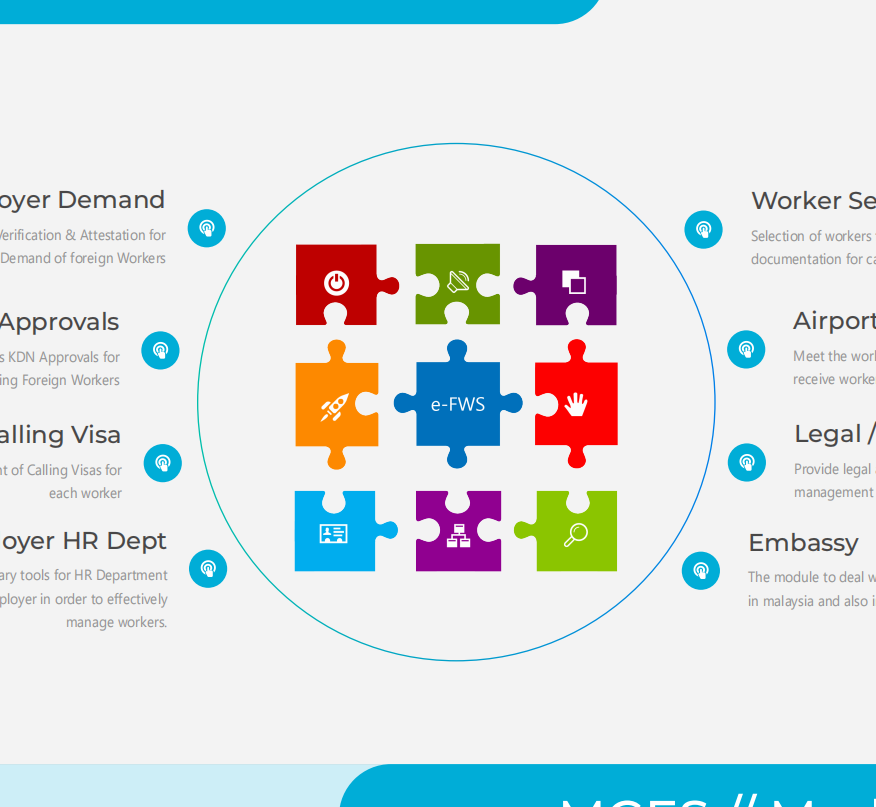 oyer Demand
Verification & Attestation for
Demand of foreign Workers
Approvals
s KDN Approvals for
ing Foreign Workers
alling Visa
nt of Calling Visas for
each worker
oyer HR Dept
ary tools for HR Department
ployer in order to effectively
manage workers.
e-FWS
Worker Se
Selection of workers
documentation for ca
Airport
Meet the work
receive worke
Legal /
Provide legal
management
Embassy
The module to deal w
in malaysia and also i